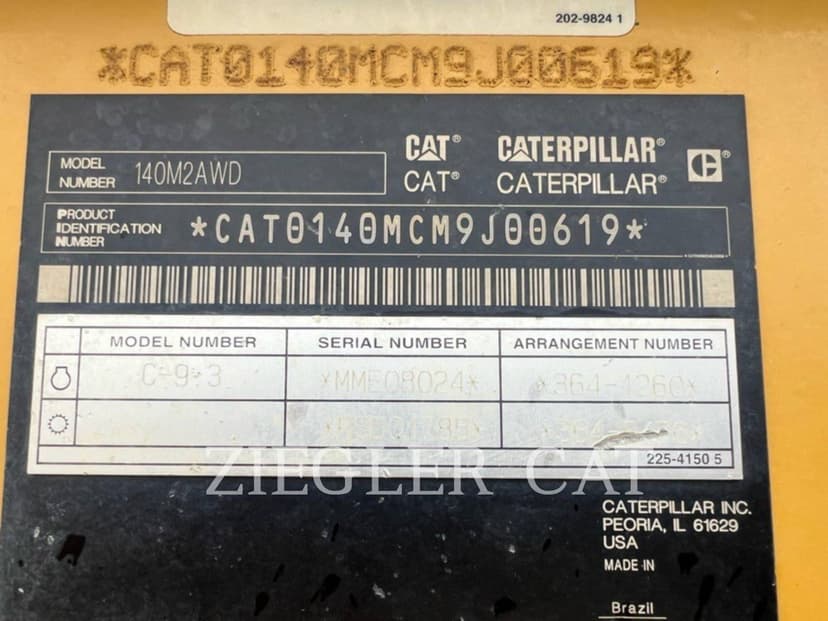 202-9824 1
*CAT0140MCM9J00619*
MODEL NUMBER 140M2AWD
CAT® CATERPILLAR® ®
CAT® CATERPILLAR®
PRODUCT IDENTIFICATION NUMBER *CAT0140MCM9J00619*
MODEL NUMBER SERIAL NUMBER ARRANGEMENT NUMBER
C-9.3 *MME08024* *364-1260*
225-4150 5
ZIEGLER CAT
CATERPILLAR INC.
PEORIA, IL 61629
USA
MADE IN
Brazil